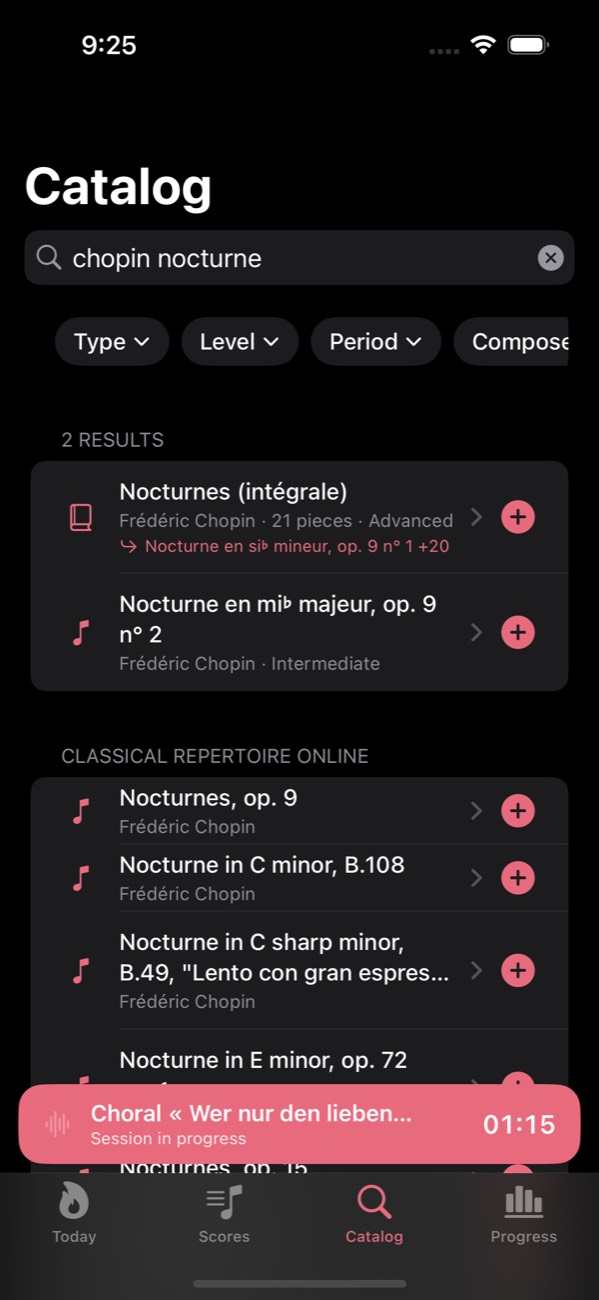 9:25
Catalog
chopin nocturne
Type
Level
Period
Compose
2 RESULTS
Nocturnes (intégrale)
Frédéric Chopin · 21 pieces · Advanced
Nocturne en si♭ mineur, op. 9 n° 1 +20
Nocturne en mi♭ majeur, op. 9
n° 2
Frédéric Chopin · Intermediate
CLASSICAL REPERTOIRE ONLINE
Nocturnes, op. 9
Frédéric Chopin
Nocturne in C minor, B.108
Frédéric Chopin
Nocturne in C sharp minor,
B.49, "Lento con gran espres...
Frédéric Chopin
Nocturne in E minor, op. 72
Choral « Wer nur den lieben...
Session in progress
01:15
Nocturnes, op. 15
Today
Scores
Catalog
Progress